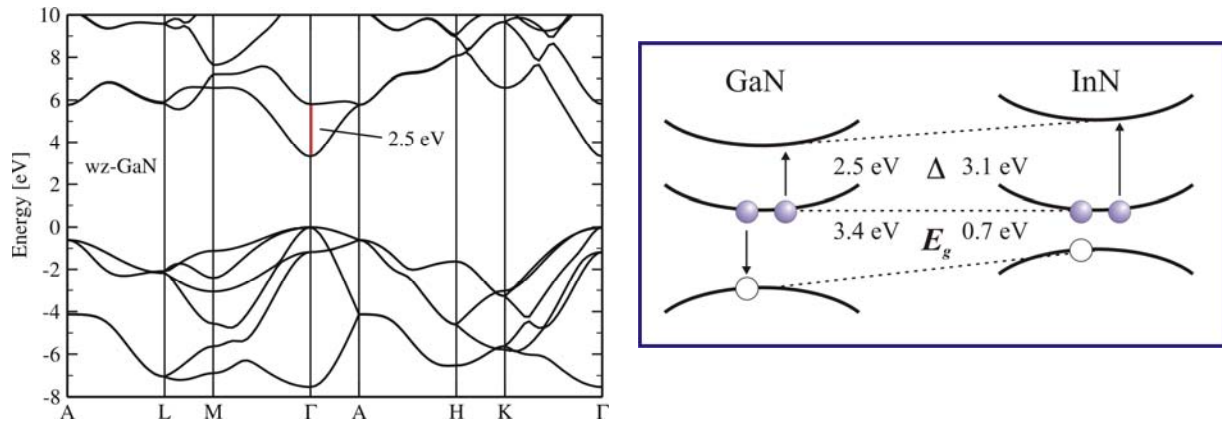 10
8
6
4
2
0
-2
-4
-6
-8
Energy [eV]
wz-GaN
2.5 eV
A L M Γ A H K Γ
GaN InN
2.5 eV Δ 3.1 eV
3.4 eV E_g 0.7 eV